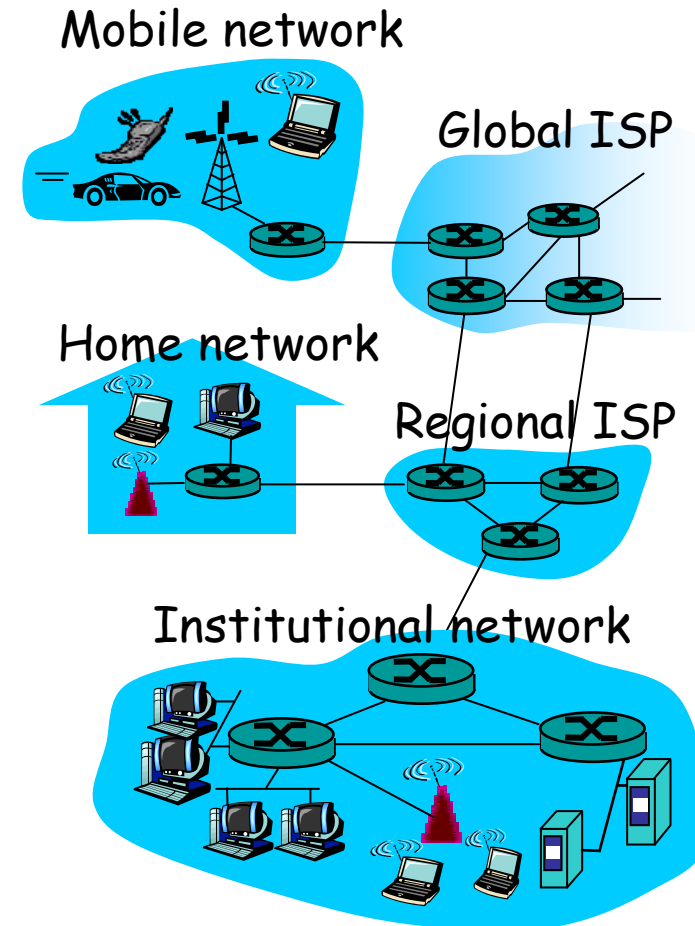 Mobile network
Global ISP
Home network
Regional ISP
Institutional network